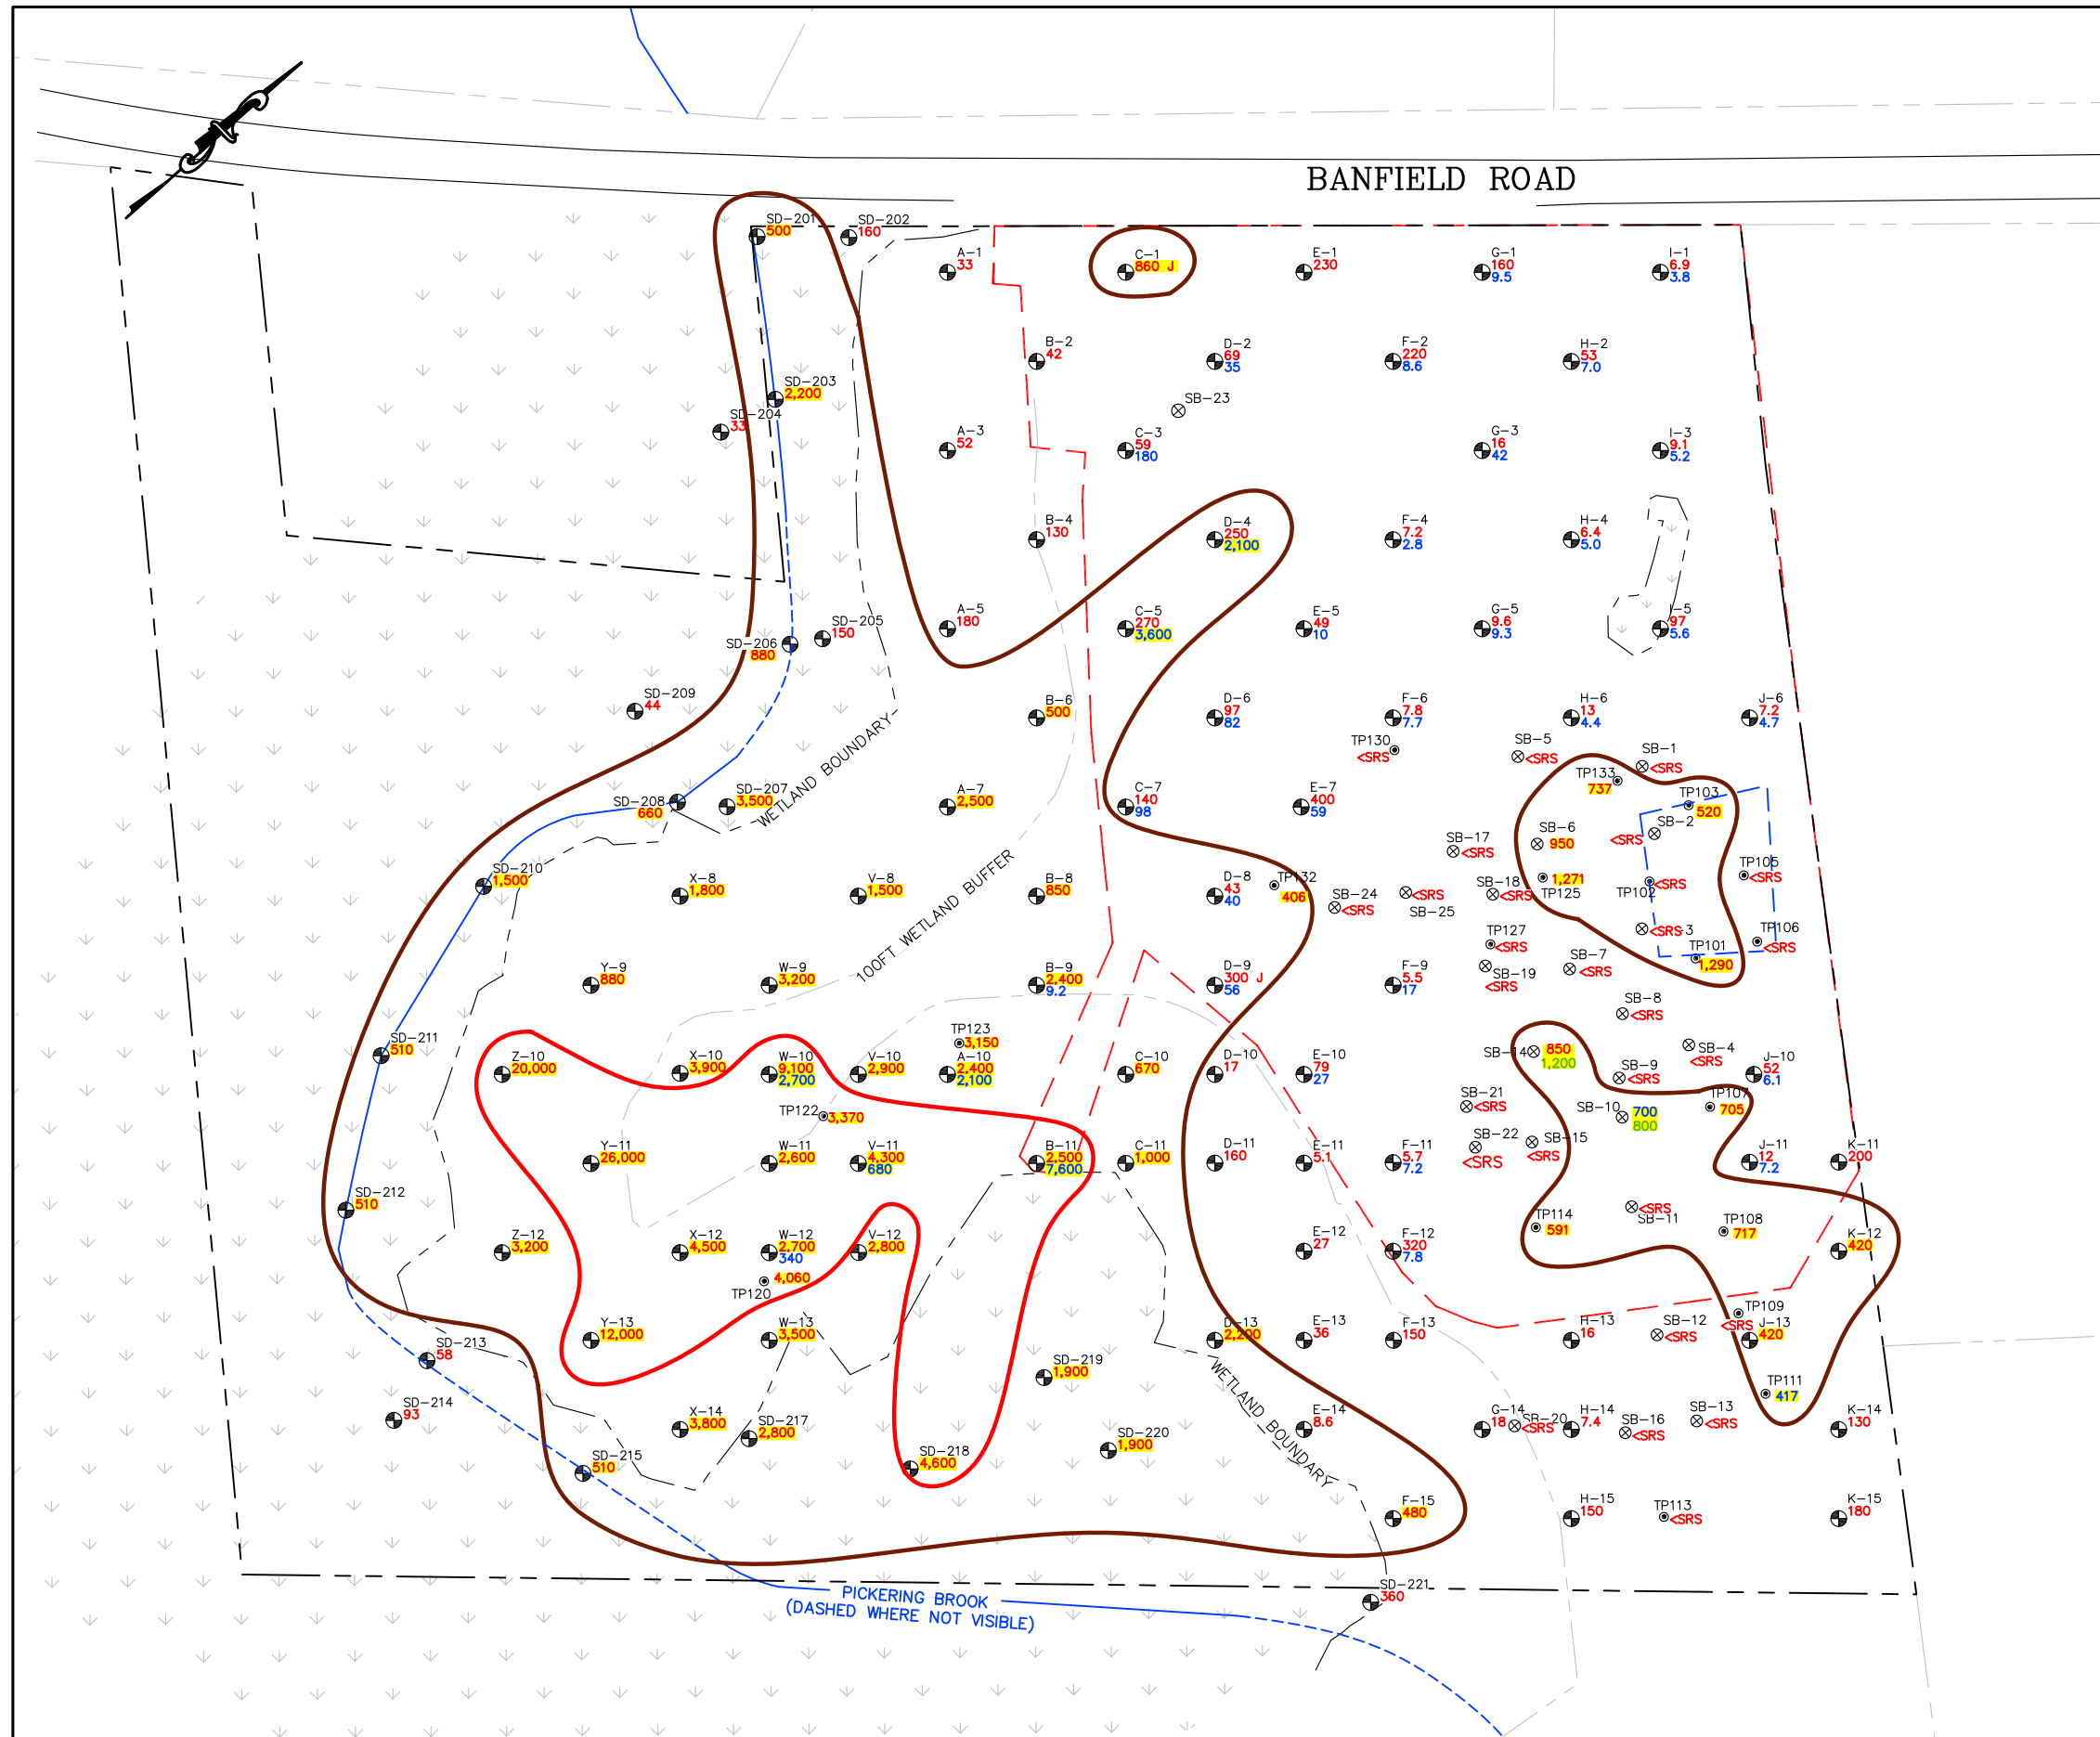 BANFIELD ROAD
SD-201
500
SD-202
160
A-1
33
C-1
860 J
E-1
230
G-1
160
9.5
I-1
6.9
3.8
B-2
42
D-2
69
35
F-2
220
8.6
H-2
53
7.0
SD-203
2,200
SD-204
33
SB-23
A-3
52
C-3
59
180
G-3
16
42
I-3
9.1
5.2
B-4
130
D-4
250
2,100
F-4
7.2
2.8
H-4
6.4
5.0
A-5
180
C-5
270
3,600
E-5
49
10
G-5
9.6
9.3
I-5
97
5.6
SD-205
150
SD-206
880
SD-209
44
B-6
500
D-6
97
82
F-6
7.8
7.7
H-6
13
4.4
J-6
7.2
4.7
TP130
<SRS
SB-5
<SRS
SB-1
<SRS
TP133
737
TP103
520
SD-208
660
SD-207
3,500
WETLAND BOUNDARY
A-7
2,500
C-7
140
98
E-7
400
59
SB-17
<SRS
SB-6
950
SB-2
<SRS
SD-210
1,500
X-8
1,800
V-8
1,500
B-8
850
D-8
43
40
TP132
406
SB-24
<SRS
<SRS
SB-25
SB-18
<SRS
1,271
TP125
TP102
<SRS
TP105
<SRS
100FT WETLAND BUFFER
TP127
<SRS
<SRS-3
TP106
<SRS
Y-9
880
W-9
3,200
B-9
2,400
9.2
D-9
300 J
56
F-9
5.5
17
SB-19
<SRS
SB-7
<SRS
TP101
1,290
SB-8
<SRS
SD-211
510
Z-10
20,000
X-10
3,900
W-10
9,100
2,700
V-10
2,900
TP123
3,150
A-10
2,400
2,100
C-10
670
D-10
17
E-10
79
27
SB-14
850
1,200
SB-9
<SRS
SB-4
<SRS
J-10
52
6.1
TP122
3,370
SB-21
<SRS
SB-10
700
800
TP107
705
Y-11
26,000
W-11
2,600
V-11
4,300
680
B-11
2,500
7,600
C-11
1,000
D-11
160
E-11
5.1
F-11
5.7
7.2
SB-22
<SRS
SB-15
<SRS
J-11
12
7.2
K-11
200
SD-212
510
Z-12
3,200
X-12
4,500
W-12
2,700
340
V-12
2,800
E-12
27
F-12
320
7.8
TP114
591
<SRS
SB-11
TP108
717
K-12
420
4,060
TP120
Y-13
12,000
W-13
3,500
D-13
2,200
E-13
36
F-13
150
H-13
16
SB-12
<SRS
TP109
<SRS
J-13
420
SD-213
58
SD-219
1,900
WETLAND BOUNDARY
TP111
417
SD-214
93
X-14
3,800
SD-217
2,800
SD-220
1,900
E-14
8.6
G-14
18
SB-20
<SRS
H-14
7.4
SB-16
<SRS
SB-13
<SRS
K-14
130
SD-215
510
SD-218
4,600
F-15
480
H-15
150
TP113
<SRS
K-15
180
SD-221
360
PICKERING BROOK
(DASHED WHERE NOT VISIBLE)